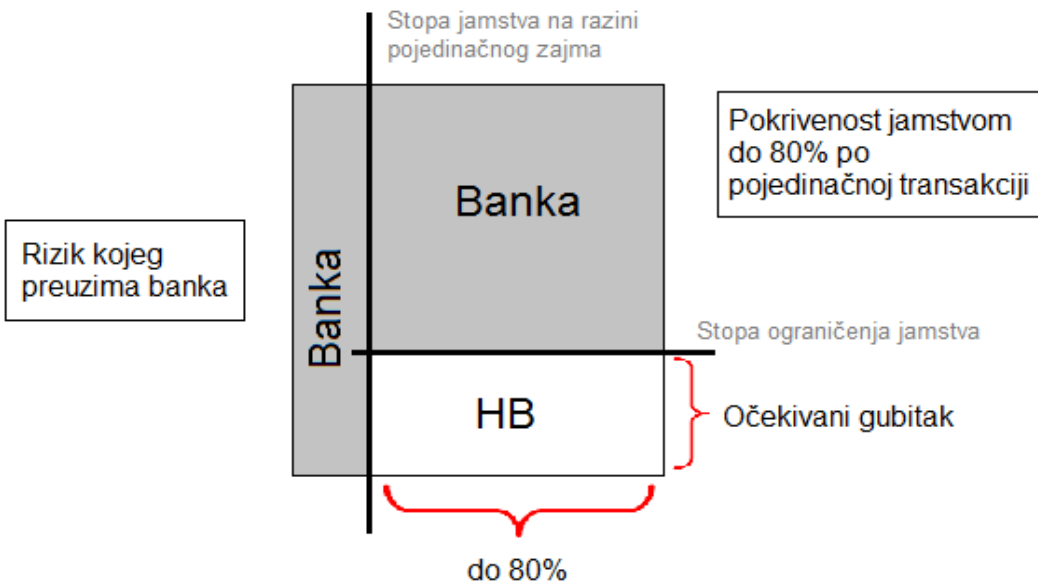 Stopa jamstva na razini
pojedinačnog zajma
Pokrivenost jamstvom
do 80% po
pojedinačnoj transakciji
Banka
Rizik kojeg
preuzima banka
Banka
Stopa ograničenja jamstva
HB
Očekivani gubitak
do 80%